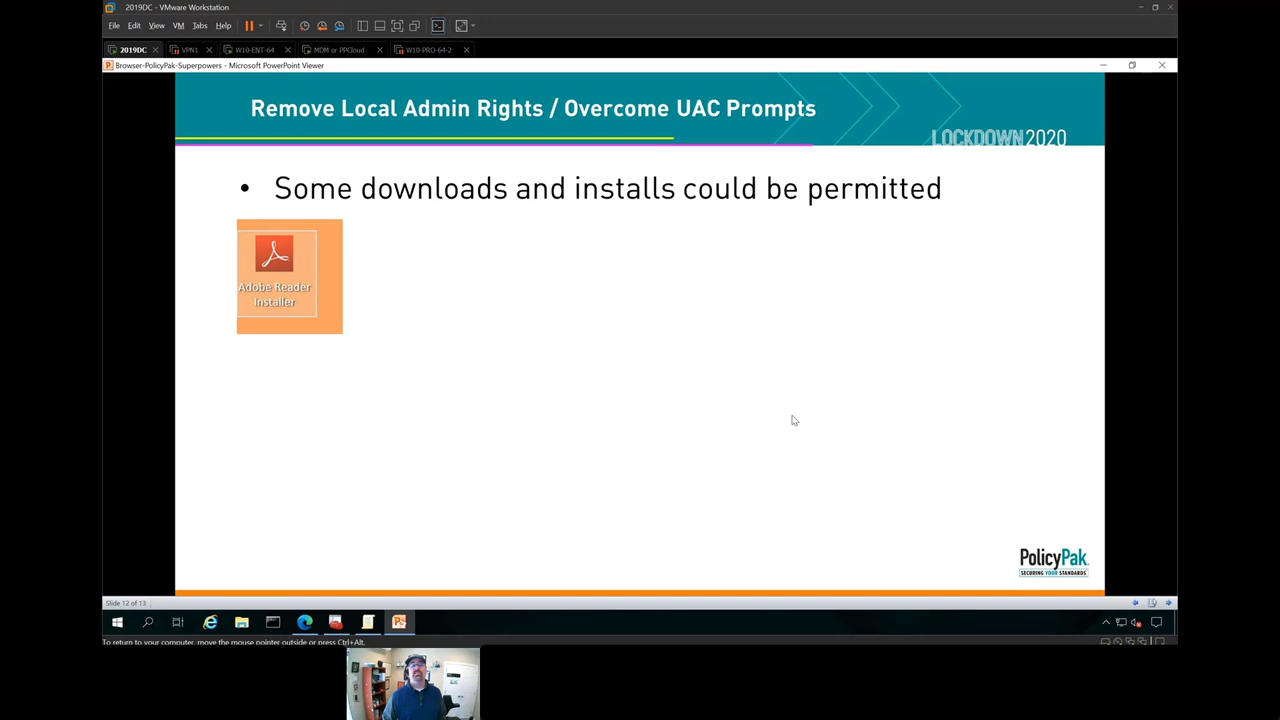 2019DC - VMware Workstation
File Edit View VM Tabs Help
2019DC VPN1 W10-ENT-64 MDM or PPCloud W10-PRO-64-2
Browser-PolicyPak-Superpowers - Microsoft PowerPoint Viewer
Remove Local Admin Rights / Overcome UAC Prompts
LOCKDOWN2020
• Some downloads and installs could be permitted
Adobe Reader
Installer
PolicyPak
SECURING YOUR STANDARDS
Slide 12 of 13
To return to your computer, move the mouse pointer outside or press Ctrl+Alt.